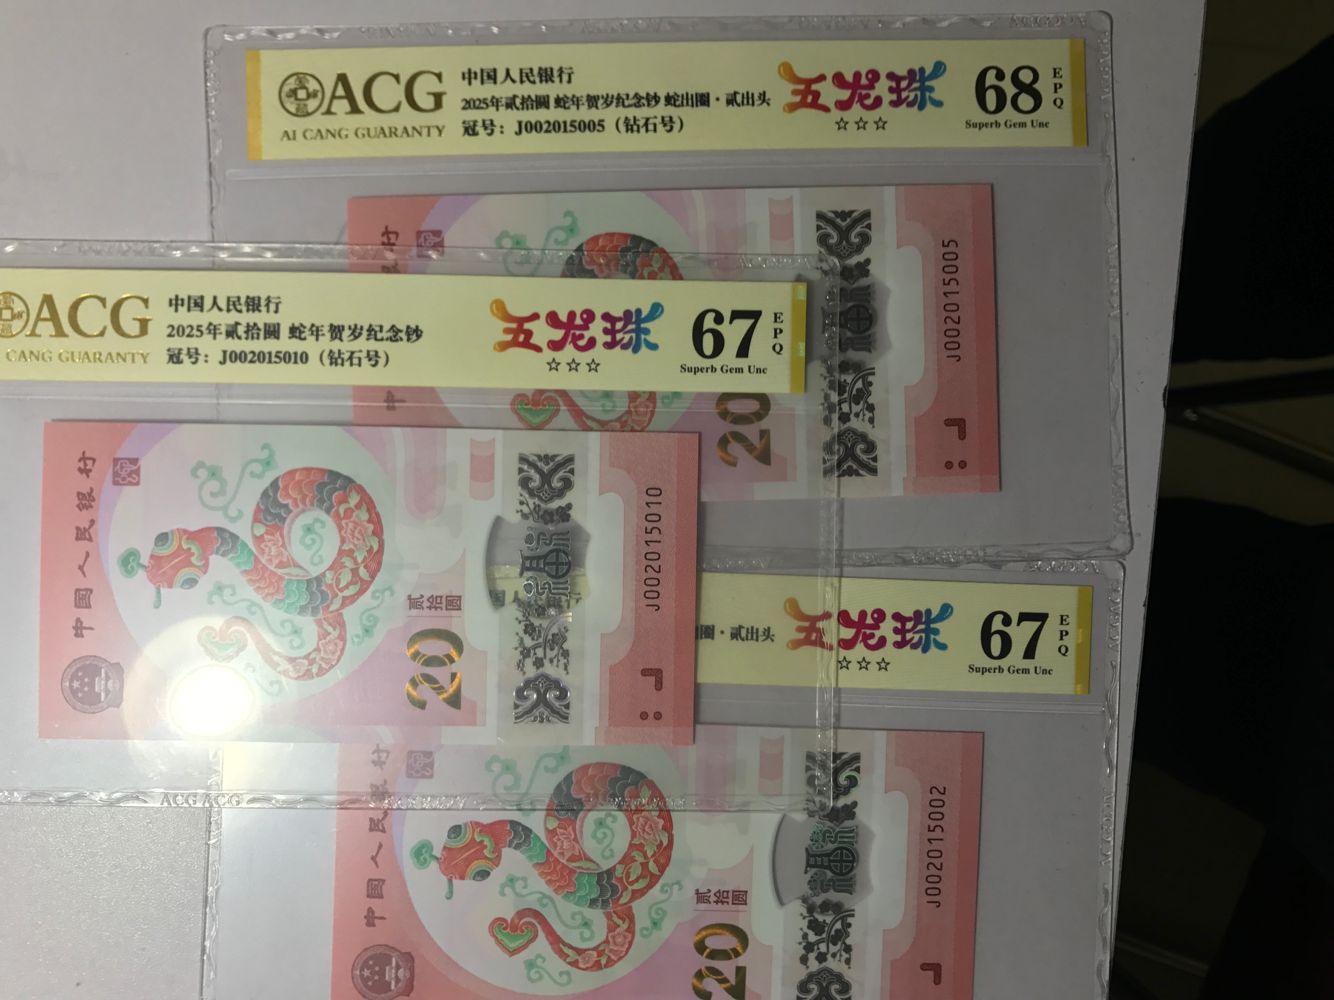 ACG
AI CANG GUARANTY
中国人民银行
2025年贰拾圆 蛇年贺岁纪念钞 蛇出圈·贰出头
冠号：J002015005（钻石号）
五龙珠
☆☆☆
68
EPQ
Superb Gem Unc
J002015005
20
ACG
CANG GUARANTY
中国人民银行
2025年贰拾圆 蛇年贺岁纪念钞
冠号：J002015010（钻石号）
五龙珠
☆☆☆
67
EPQ
Superb Gem Unc
中国人民银行
贰拾圆
20
福
J002015010
圈·贰出头
五龙珠
☆☆☆
67
EPQ
Superb Gem Unc
ACG ACG
中国人民银行
贰拾圆
20
福
J002015002